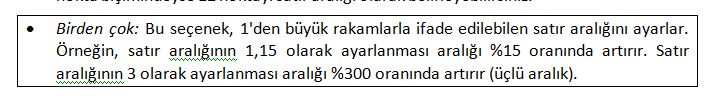 • Birden çok: Bu seçenek, 1'den büyük rakamlarla ifade edilebilen satır aralığını ayarlar.
Örneğin, satır aralığının 1,15 olarak ayarlanması aralığı %15 oranında artırır. Satır
aralığının 3 olarak ayarlanması aralığı %300 oranında artırır (üçlü aralık).